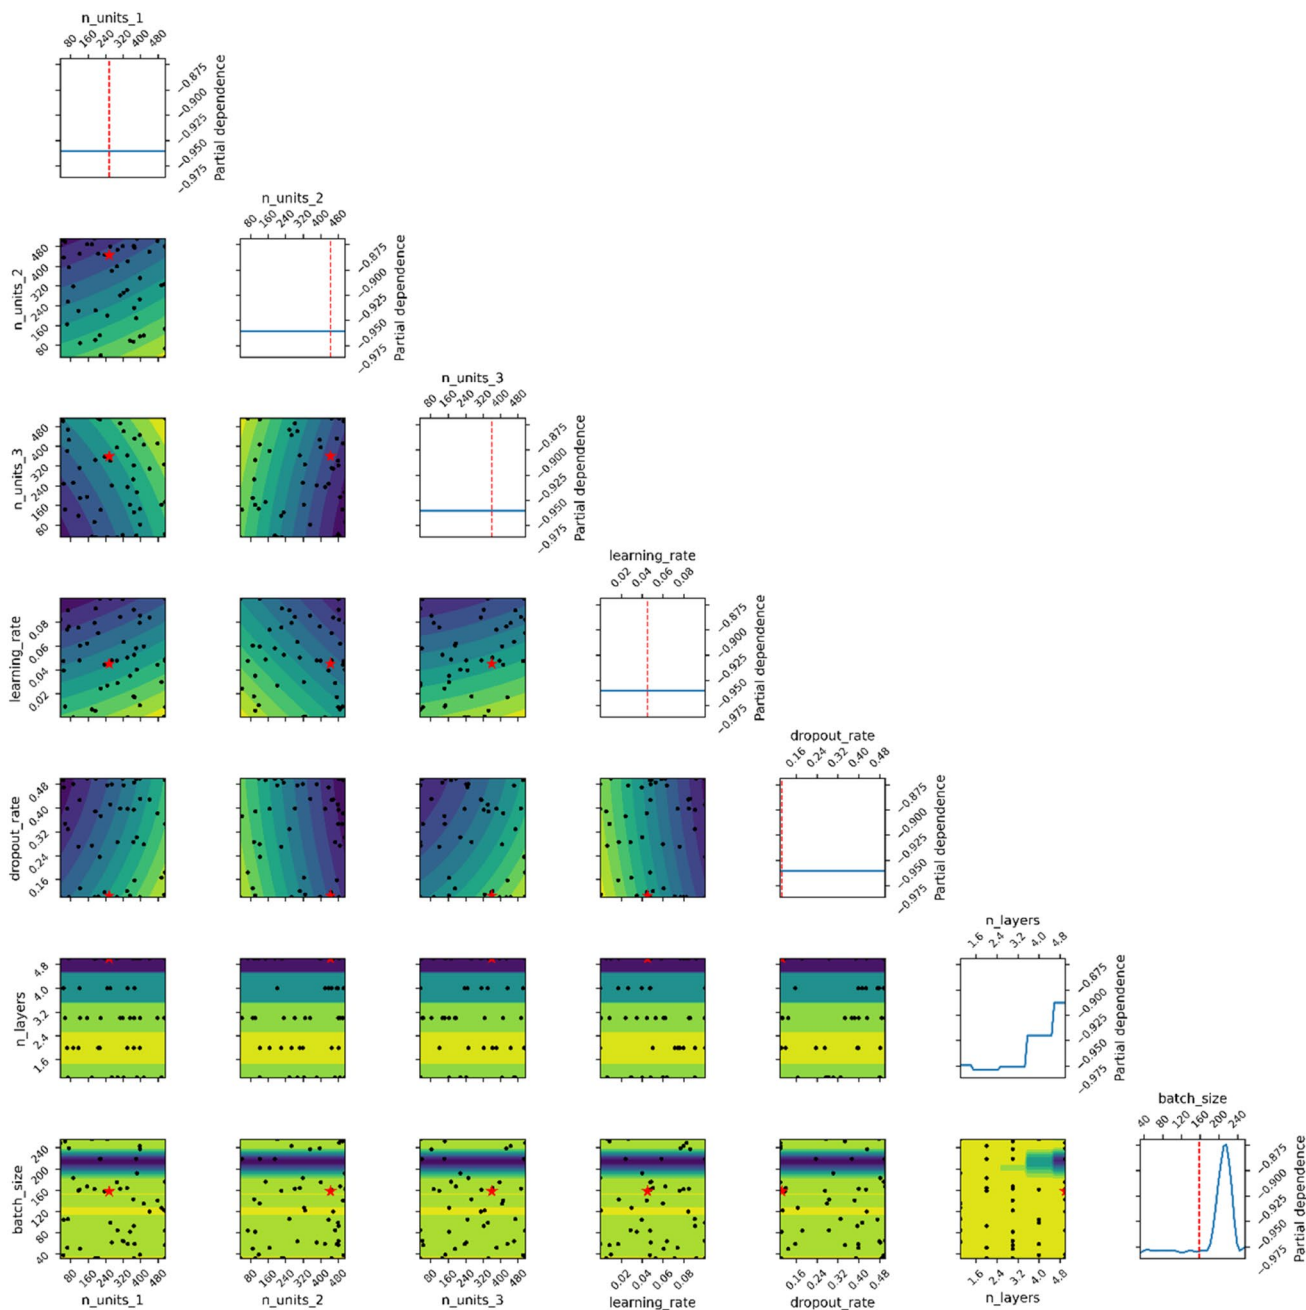 n_units_1
80 160 240 320 400 480
−0.875
−0.900
−0.925
−0.950
−0.975
Partial dependence
n_units_2
80 160 240 320 400 480
n_units_2
480
400
320
240
160
80
−0.875
−0.900
−0.925
−0.950
−0.975
Partial dependence
n_units_3
80 160 240 320 400 480
n_units_3
480
400
320
240
160
80
−0.875
−0.900
−0.925
−0.950
−0.975
Partial dependence
learning_rate
0.02 0.04 0.06 0.08
learning_rate
0.08
0.06
0.04
0.02
−0.875
−0.900
−0.925
−0.950
−0.975
Partial dependence
dropout_rate
0.16 0.24 0.32 0.40 0.48
dropout_rate
0.48
0.40
0.32
0.24
0.16
−0.875
−0.900
−0.925
−0.950
−0.975
Partial dependence
n_layers
1.6 2.4 3.2 4.0 4.8
n_layers
4.8
4.0
3.2
2.4
1.6
−0.875
−0.900
−0.925
−0.950
−0.975
Partial dependence
batch_size
40 80 120 160 200 240
batch_size
240
200
160
120
80
40
−0.875
−0.900
−0.925
−0.950
−0.975
Partial dependence
80 160 240 320 400 480 80 160 240 320 400 480 80 160 240 320 400 480 0.02 0.04 0.06 0.08 0.16 0.24 0.32 0.40 0.48 1.6 2.4 3.2 4.0 4.8
n_units_1 n_units_2 n_units_3 learning_rate dropout_rate n_layers